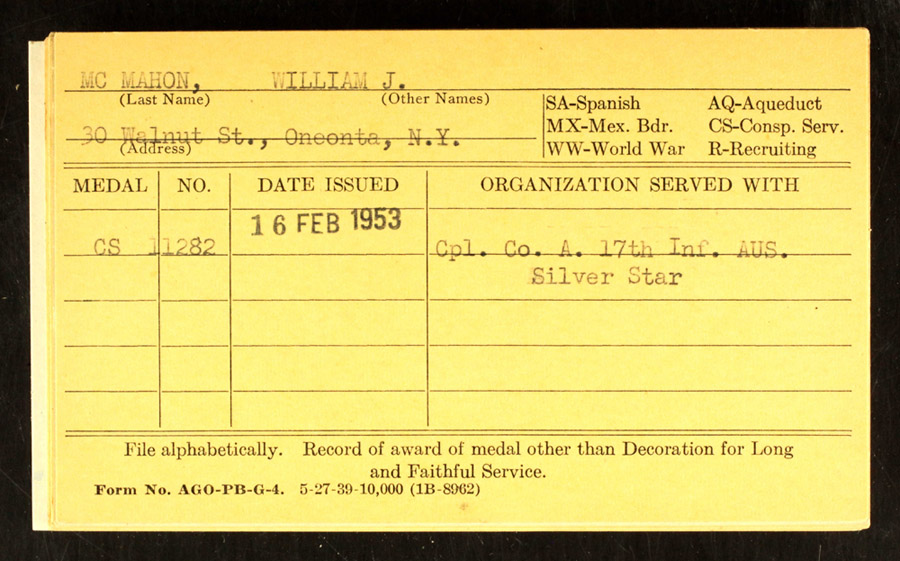 MC MAHON, WILLIAM J.
(Last Name) (Other Names)
30 Walnut St., Oneonta, N.Y.
(Address)
SA-Spanish AQ-Aqueduct
MX-Mex. Bdr. CS-Consp. Serv.
WW-World War R-Recruiting
MEDAL NO. DATE ISSUED ORGANIZATION SERVED WITH
16 FEB 1953
CS 11282 Cpl. Co. A. 17th Inf. AUS.
Silver Star
File alphabetically. Record of award of medal other than Decoration for Long
and Faithful Service.
Form No. AGO-PB-G-4. 5-27-39-10,000 (1B-8962)